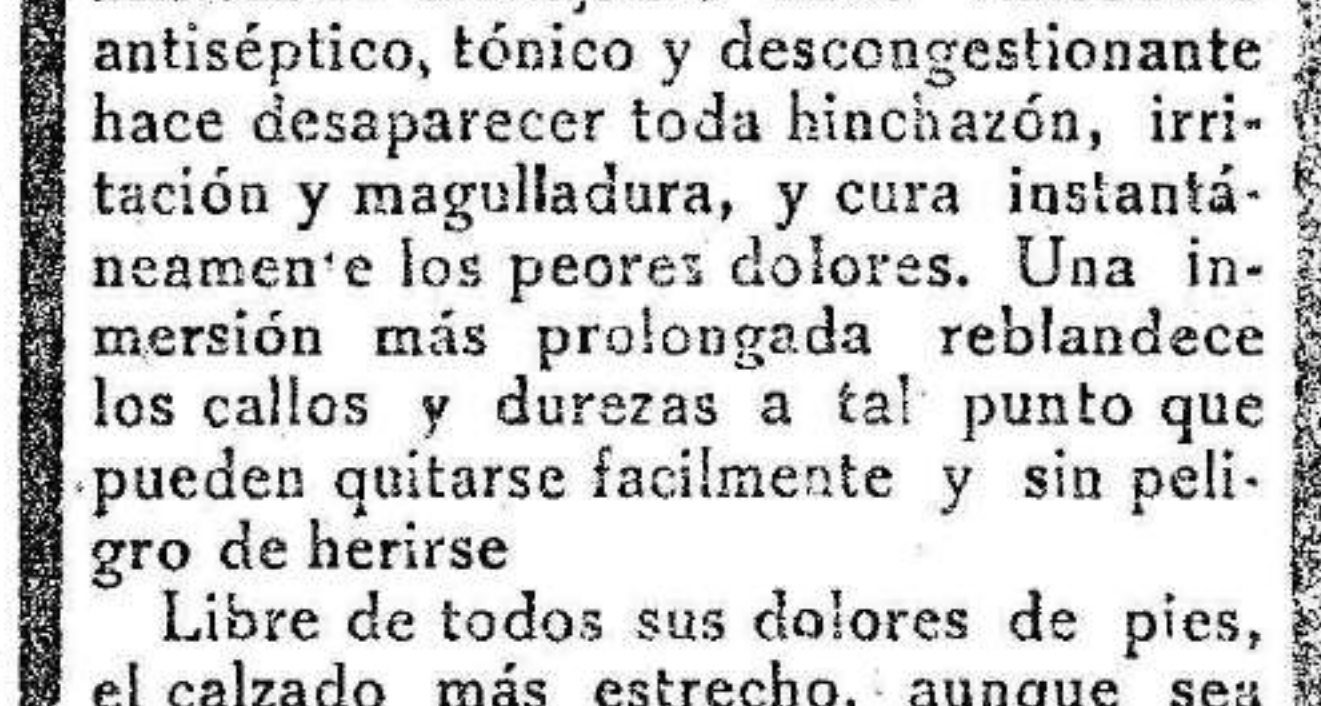 antiséptico, tónico y descongestionante
hace desaparecer toda hinchazón, irri-
tación y magulladura, y cura instantá-
neamente los peores dolores. Una in-
mersión más prolongada reblandece
los callos y durezas a tal punto que
pueden quitarse facilmente y sin peli-
gro de herirse
Libre de todos sus dolores de pies,
el calzado más estrecho, aunque sea